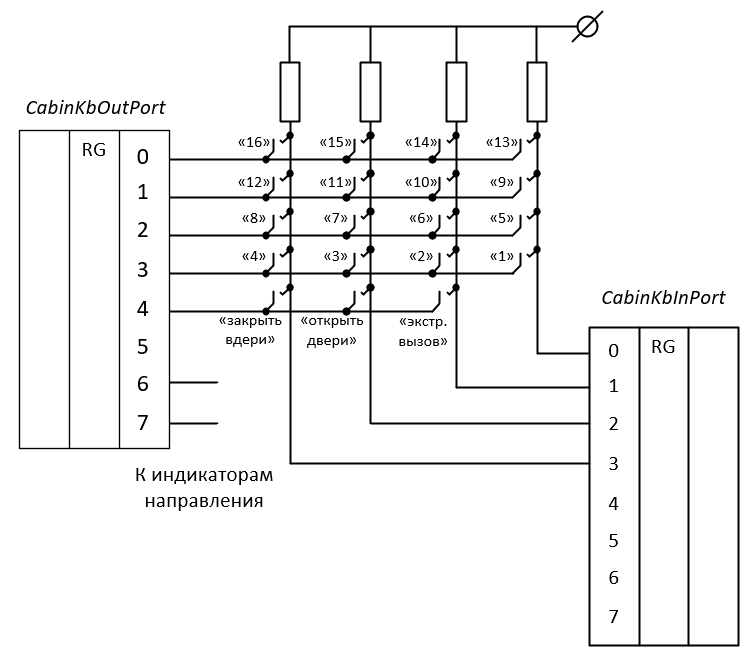 CabinKbOutPort
RG
0
1
2
3
4
5
6
7
«16» «15» «14» «13»
«12» «11» «10» «9»
«8» «7» «6» «5»
«4» «3» «2» «1»
«закрыть вдери»
«открыть двери»
«экстр. вызов»
К индикаторам
направления
CabinKbInPort
RG
0
1
2
3
4
5
6
7